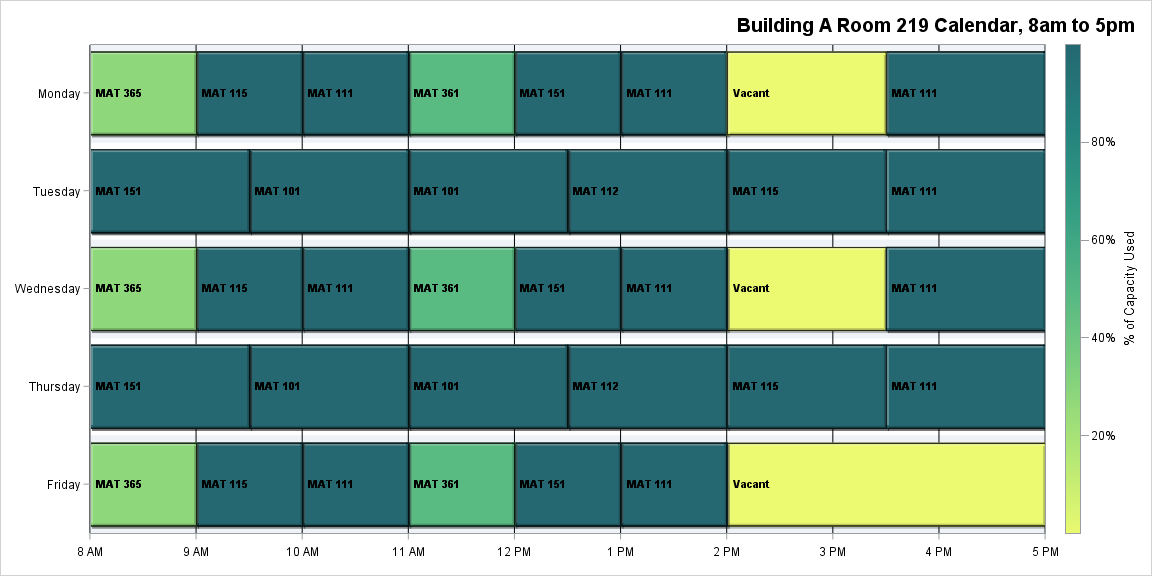 Building A Room 219 Calendar, 8am to 5pm
Monday MAT 365 MAT 115 MAT 111 MAT 361 MAT 151 MAT 111 Vacant MAT 111
Tuesday MAT 151 MAT 101 MAT 101 MAT 112 MAT 115 MAT 111
Wednesday MAT 365 MAT 115 MAT 111 MAT 361 MAT 151 MAT 111 Vacant MAT 111
Thursday MAT 151 MAT 101 MAT 101 MAT 112 MAT 115 MAT 111
Friday MAT 365 MAT 115 MAT 111 MAT 361 MAT 151 MAT 111 Vacant
8 AM 9 AM 10 AM 11 AM 12 PM 1 PM 2 PM 3 PM 4 PM 5 PM
80%
60%
40%
20%
% of Capacity Used